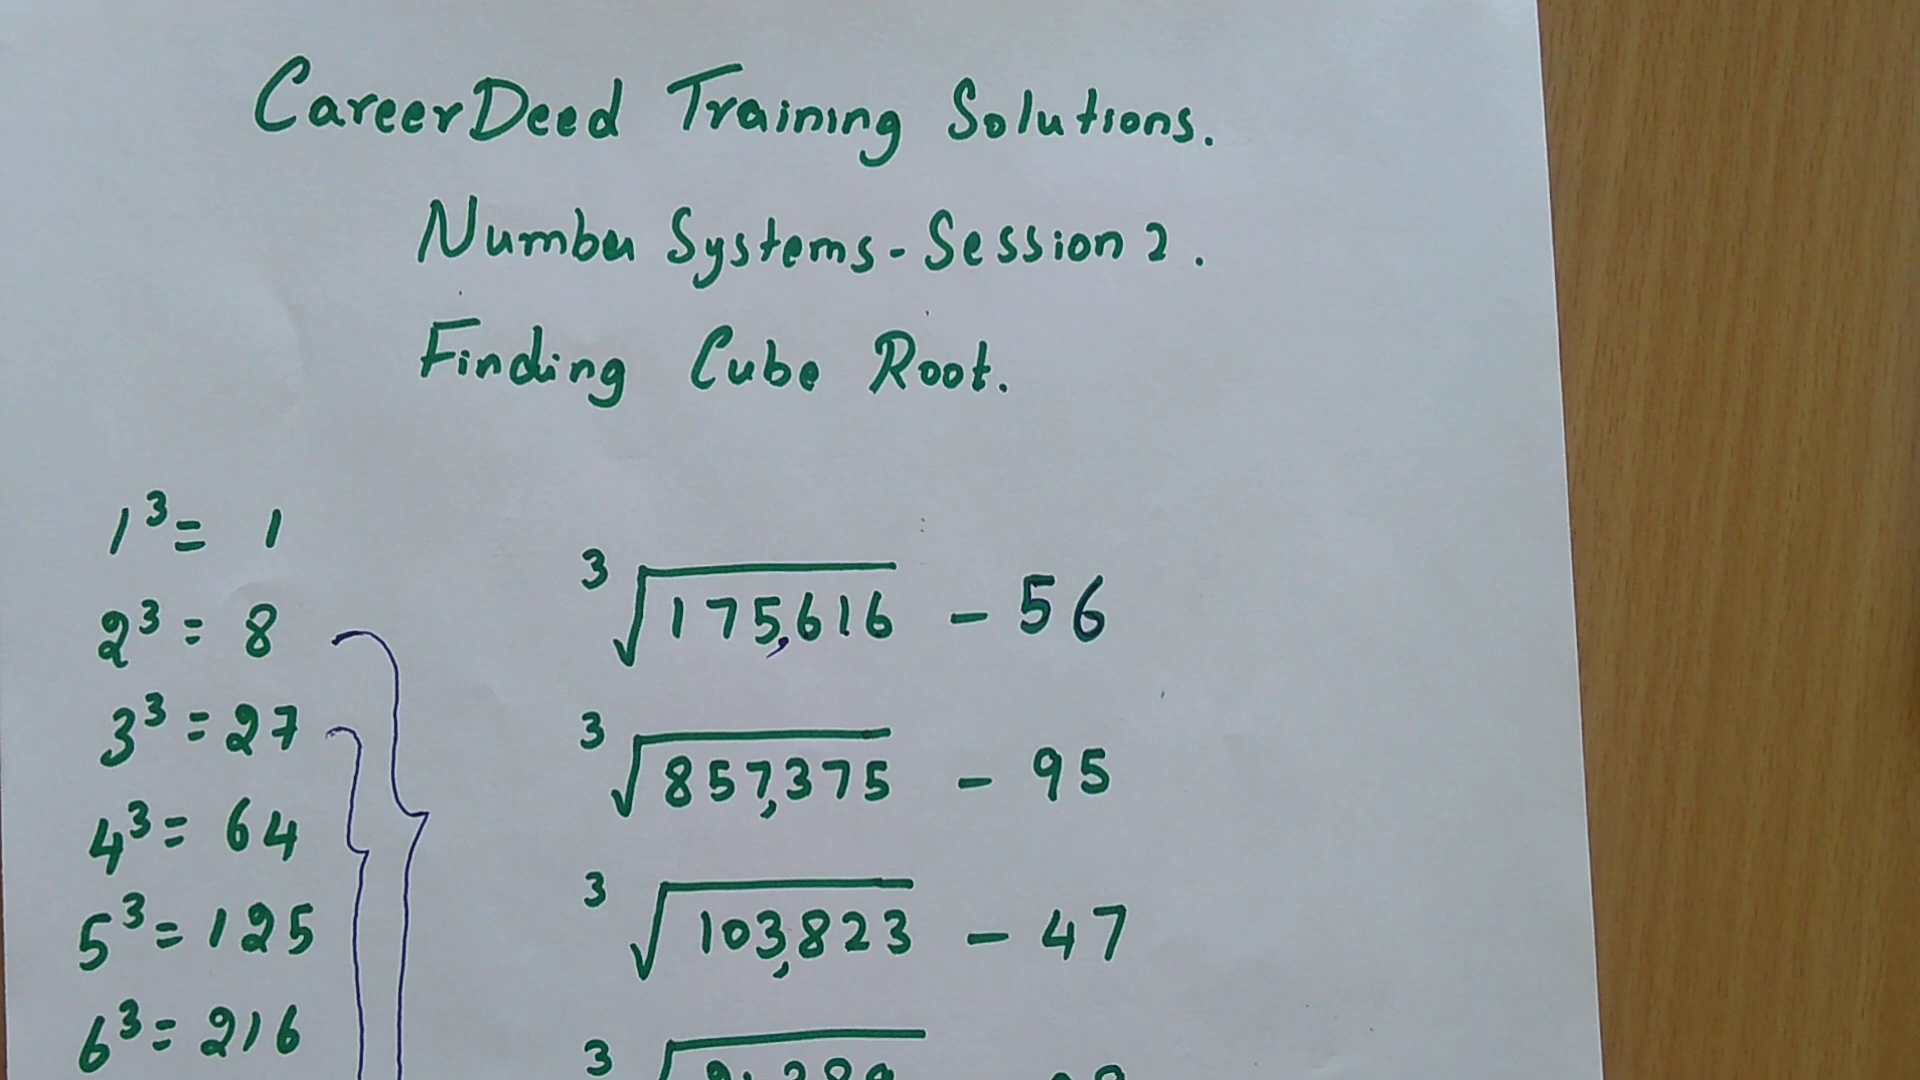 CareerDeed Training Solutions.
Number Systems - Session 2.
Finding Cube Root.
1³ = 1
2³ = 8
3³ = 27
4³ = 64
5³ = 125
6³ = 216
³√175,616 - 56
³√857,375 - 95
³√103,823 - 47